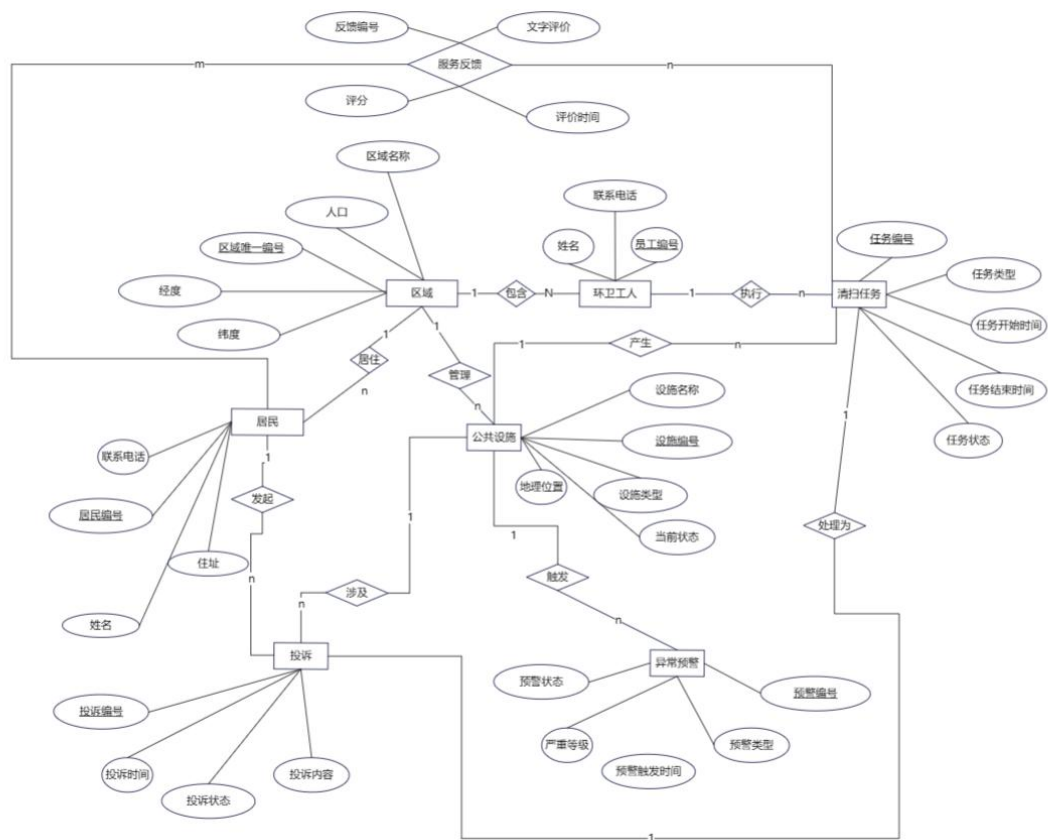 反馈编号
文字评价
m
服务反馈
n
评分
评价时间
区域名称
联系电话
人口
任务编号
区域唯一编号
姓名
员工编号
任务类型
经度
区域
1
包含
N
环卫工人
1
执行
n
清扫任务
任务开始时间
纬度
1
1
1
产生
n
居住
管理
任务结束时间
n
设施名称
n
1
居民
公共设施
设施编号
任务状态
联系电话
1
地理位置
设施类型
发起
居民编号
1
处理为
1
当前状态
住址
n
触发
涉及
n
姓名
n
投诉
异常预警
预警状态
预警编号
投诉编号
严重等级
预警类型
投诉时间
投诉内容
预警触发时间
投诉状态
1